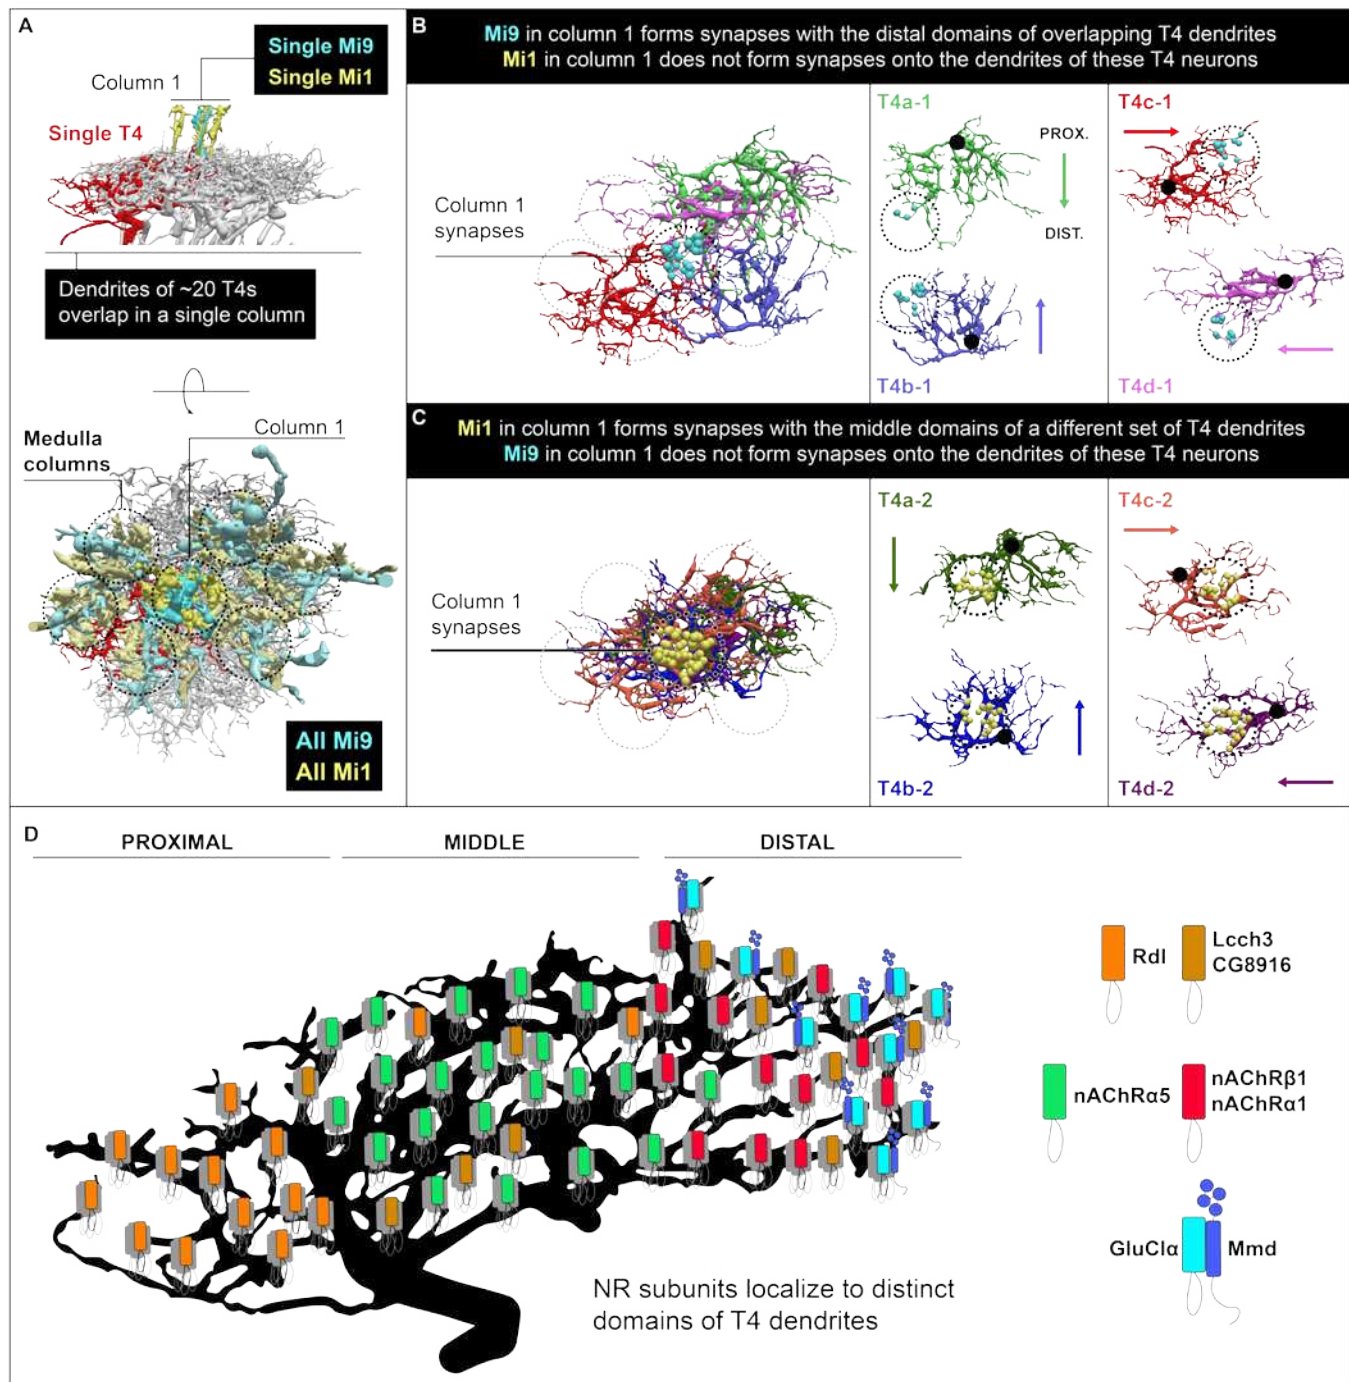 A
Single Mi9
Single Mi1
Column 1
Single T4
Dendrites of ~20 T4s
overlap in a single column
Column 1
Medulla
columns
All Mi9
All Mi1
B
Mi9 in column 1 forms synapses with the distal domains of overlapping T4 dendrites
Mi1 in column 1 does not form synapses onto the dendrites of these T4 neurons
Column 1
synapses
T4a-1
PROX.
DIST.
T4b-1
T4c-1
T4d-1
C
Mi1 in column 1 forms synapses with the middle domains of a different set of T4 dendrites
Mi9 in column 1 does not form synapses onto the dendrites of these T4 neurons
Column 1
synapses
T4a-2
T4b-2
T4c-2
T4d-2
D
PROXIMAL
MIDDLE
DISTAL
Rdl
Lcch3
CG8916
nAChRα5
nAChRβ1
nAChRα1
GluClα
Mmd
NR subunits localize to distinct
domains of T4 dendrites